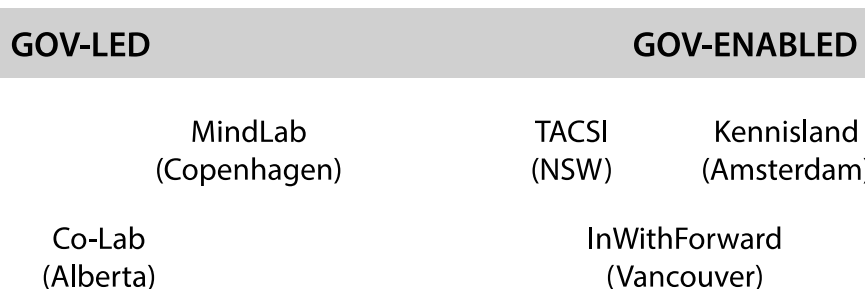 GOV-LED GOV-ENABLED
MindLab TACSI Kennisland
(Copenhagen) (NSW) (Amsterdam)
Co-Lab InWithForward
(Alberta) (Vancouver)